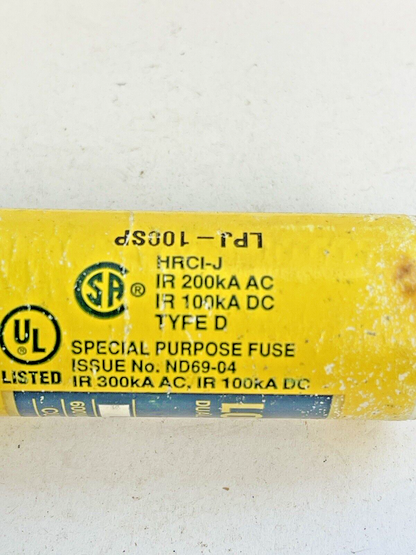 LPJ-100SP
HRCI-J
IR 200kA AC
IR 100kA DC
TYPE D
SA ®
UL ®
LISTED
SPECIAL PURPOSE FUSE
ISSUE No. ND69-04
IR 300kA AC, IR 100kA DC